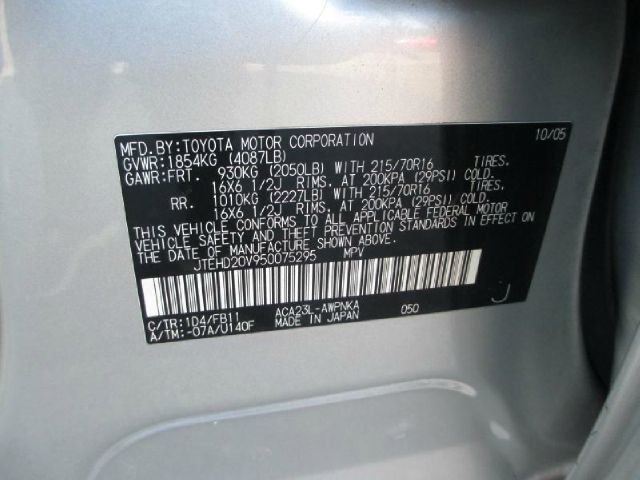 MFD.BY:TOYOTA MOTOR CORPORATION 10/05
GVWR:1854KG (4087LB)
GAWR:FRT. 930KG (2050LB) WITH 215/70R16 TIRES.
16X6 1/2J RIMS. AT 200KPA (29PSI) COLD.
RR. 1010KG (2227LB) WITH 215/70R16 TIRES.
16X6 1/2J RIMS. AT 200KPA (29PSI) COLD.
THIS VEHICLE CONFORMS TO ALL APPLICABLE FEDERAL MOTOR
VEHICLE SAFETY AND THEFT PREVENTION STANDARDS IN EFFECT ON
THE DATE OF MANUFACTURE SHOWN ABOVE.
JTEHD20V950075295 MPV
C/TR:1D4/FB11 ACA23L-AWPNKA 050 J
A/TM:-07A/U140F MADE IN JAPAN